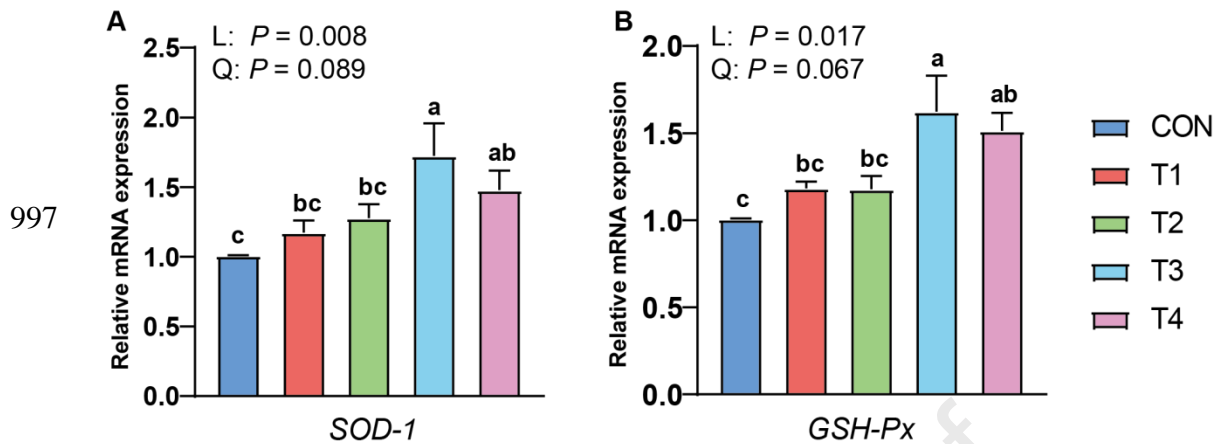 997
A
L: P = 0.008
Q: P = 0.089
Relative mRNA expression
2.5
2.0
1.5
1.0
0.5
0.0
c
bc
bc
a
ab
SOD-1
B
L: P = 0.017
Q: P = 0.067
Relative mRNA expression
2.0
1.5
1.0
0.5
0.0
c
bc
bc
a
ab
GSH-Px
CON
T1
T2
T3
T4
f